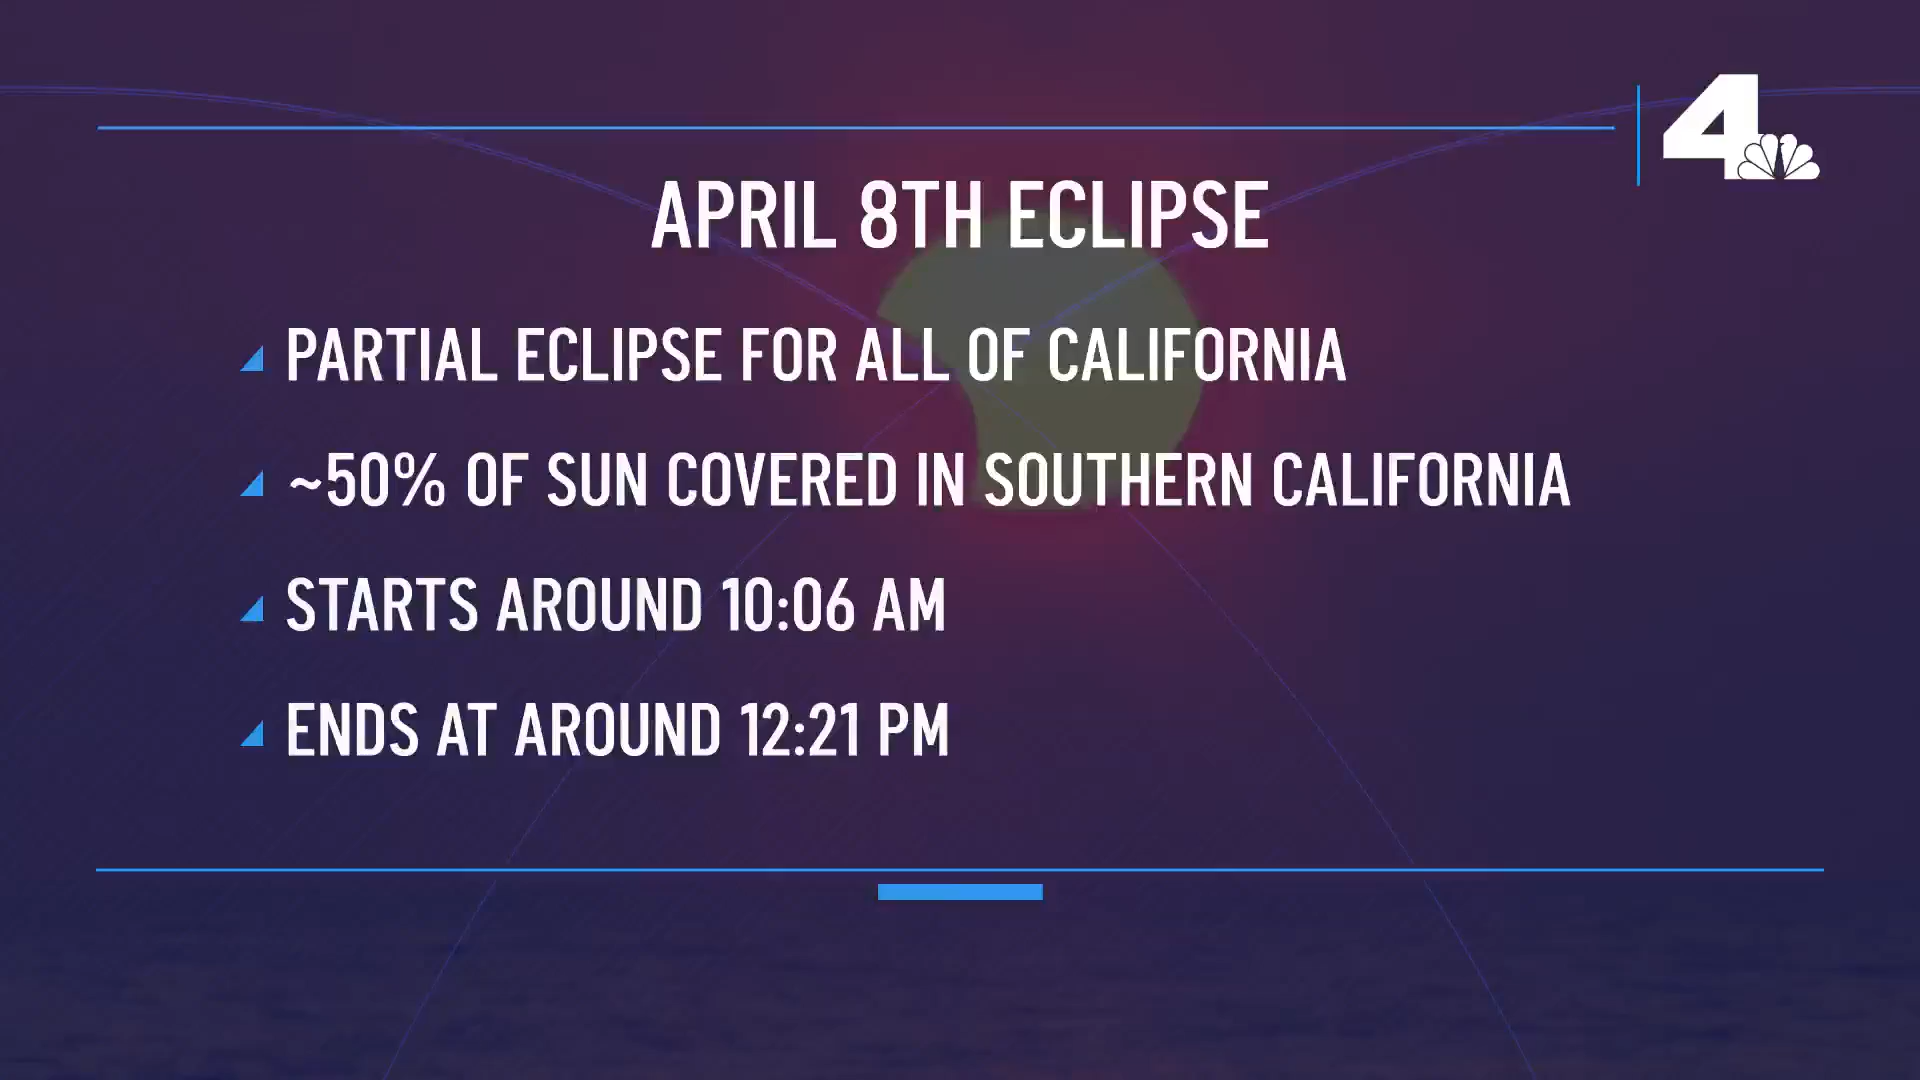 4
APRIL 8TH ECLIPSE
PARTIAL ECLIPSE FOR ALL OF CALIFORNIA
~50% OF SUN COVERED IN SOUTHERN CALIFORNIA
STARTS AROUND 10:06 AM
ENDS AT AROUND 12:21 PM